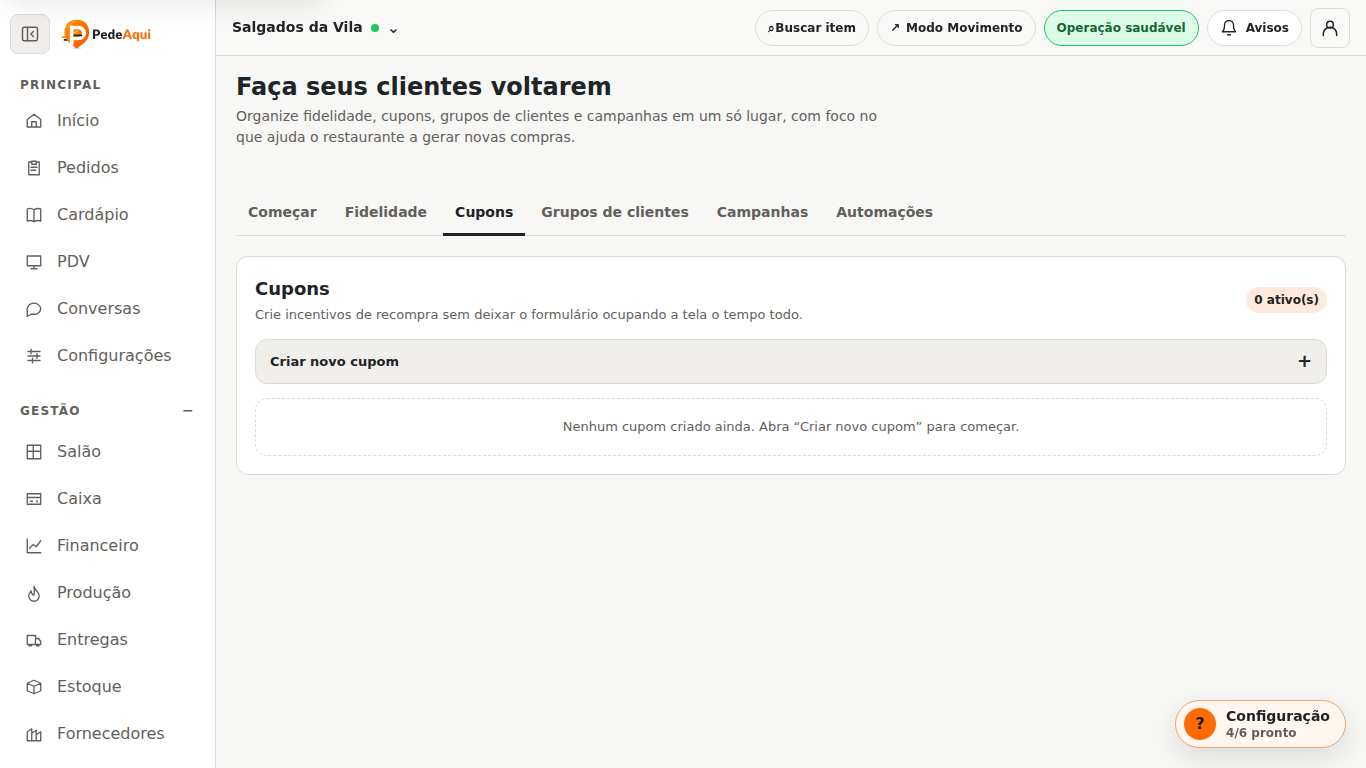 PedeAqui
PRINCIPAL
Início
Pedidos
Cardápio
PDV
Conversas
Configurações
GESTÃO
Salão
Caixa
Financeiro
Produção
Entregas
Estoque
Fornecedores
Salgados da Vila
Buscar item
↗ Modo Movimento
Operação saudável
Avisos
Faça seus clientes voltarem
Organize fidelidade, cupons, grupos de clientes e campanhas em um só lugar, com foco no
que ajuda o restaurante a gerar novas compras.
Começar
Fidelidade
Cupons
Grupos de clientes
Campanhas
Automações
Cupons
Crie incentivos de recompra sem deixar o formulário ocupando a tela o tempo todo.
0 ativo(s)
Criar novo cupom
+
Nenhum cupom criado ainda. Abra “Criar novo cupom” para começar.
?
Configuração
4/6 pronto